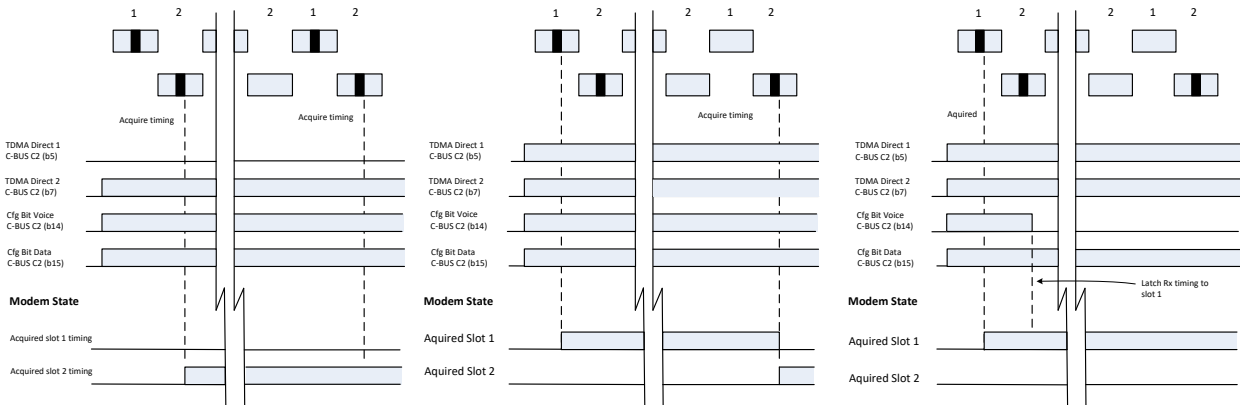 1 2 2 1 2
Acquire timing Acquire timing
TDMA Direct 1
C-BUS C2 (b5)
TDMA Direct 2
C-BUS C2 (b7)
Cfg Bit Voice
C-BUS C2 (b14)
Cfg Bit Data
C-BUS C2 (b15)
Modem State
Acquired slot 1 timing
Acquired slot 2 timing
1 2 2 1 2
Acquire timing Acquire timing
TDMA Direct 1
C-BUS C2 (b5)
TDMA Direct 2
C-BUS C2 (b7)
Cfg Bit Voice
C-BUS C2 (b14)
Cfg Bit Data
C-BUS C2 (b15)
Modem State
Aquired Slot 1
Aquired Slot 2
1 2 2 1 2
Aquired
TDMA Direct 1
C-BUS C2 (b5)
TDMA Direct 2
C-BUS C2 (b7)
Cfg Bit Voice
C-BUS C2 (b14)
Cfg Bit Data
C-BUS C2 (b15)
Latch Rx timing to
slot 1
Modem State
Aquired Slot 1
Aquired Slot 2